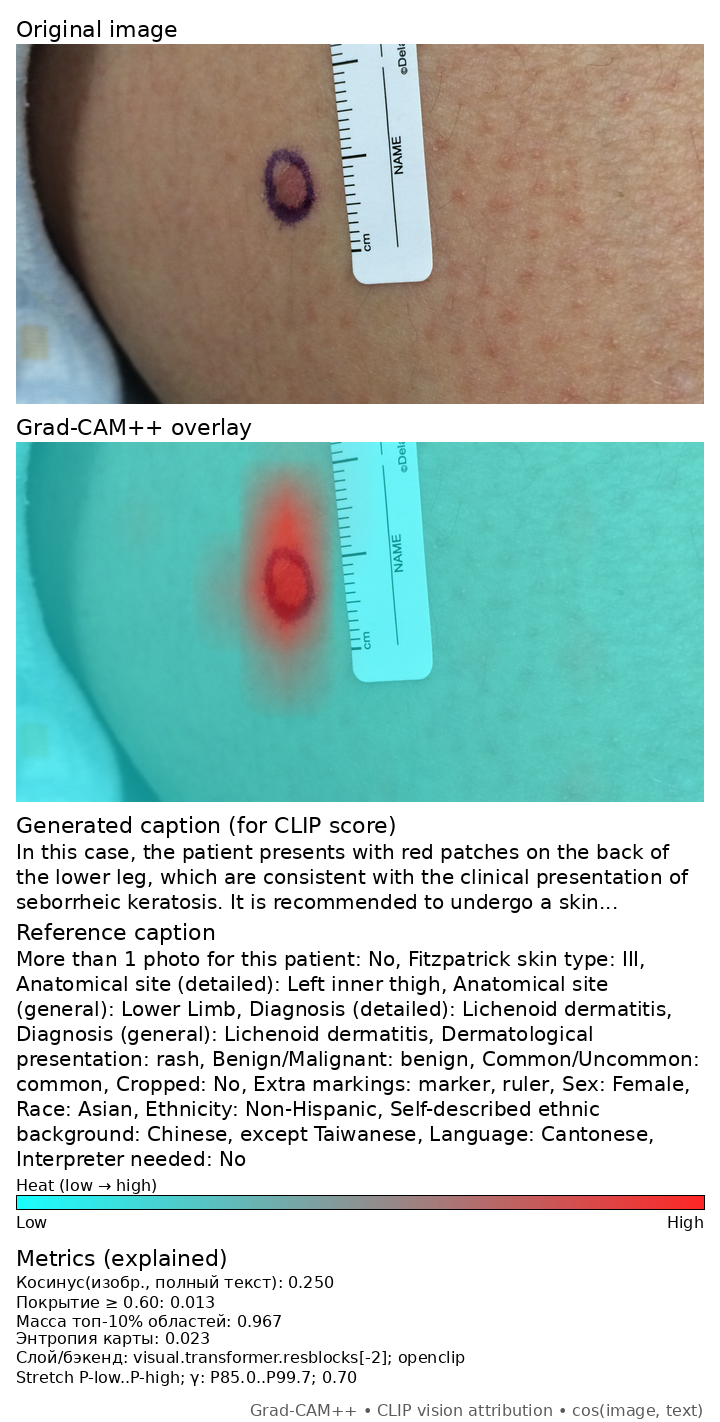 Original image
©Dela
NAME
cm
Grad-CAM++ overlay
©Dela
NAME
cm
Generated caption (for CLIP score)
In this case, the patient presents with red patches on the back of
the lower leg, which are consistent with the clinical presentation of
seborrheic keratosis. It is recommended to undergo a skin...
Reference caption
More than 1 photo for this patient: No, Fitzpatrick skin type: III,
Anatomical site (detailed): Left inner thigh, Anatomical site
(general): Lower Limb, Diagnosis (detailed): Lichenoid dermatitis,
Diagnosis (general): Lichenoid dermatitis, Dermatological
presentation: rash, Benign/Malignant: benign, Common/Uncommon:
common, Cropped: No, Extra markings: marker, ruler, Sex: Female,
Race: Asian, Ethnicity: Non-Hispanic, Self-described ethnic
background: Chinese, except Taiwanese, Language: Cantonese,
Interpreter needed: No
Heat (low → high)
Low High
Metrics (explained)
Косинус(изобр., полный текст): 0.250
Покрытие ≥ 0.60: 0.013
Масса топ-10% областей: 0.967
Энтропия карты: 0.023
Слой/бэкенд: visual.transformer.resblocks[-2]; openclip
Stretch P-low..P-high; γ: P85.0..P99.7; 0.70
Grad-CAM++ • CLIP vision attribution • cos(image, text)